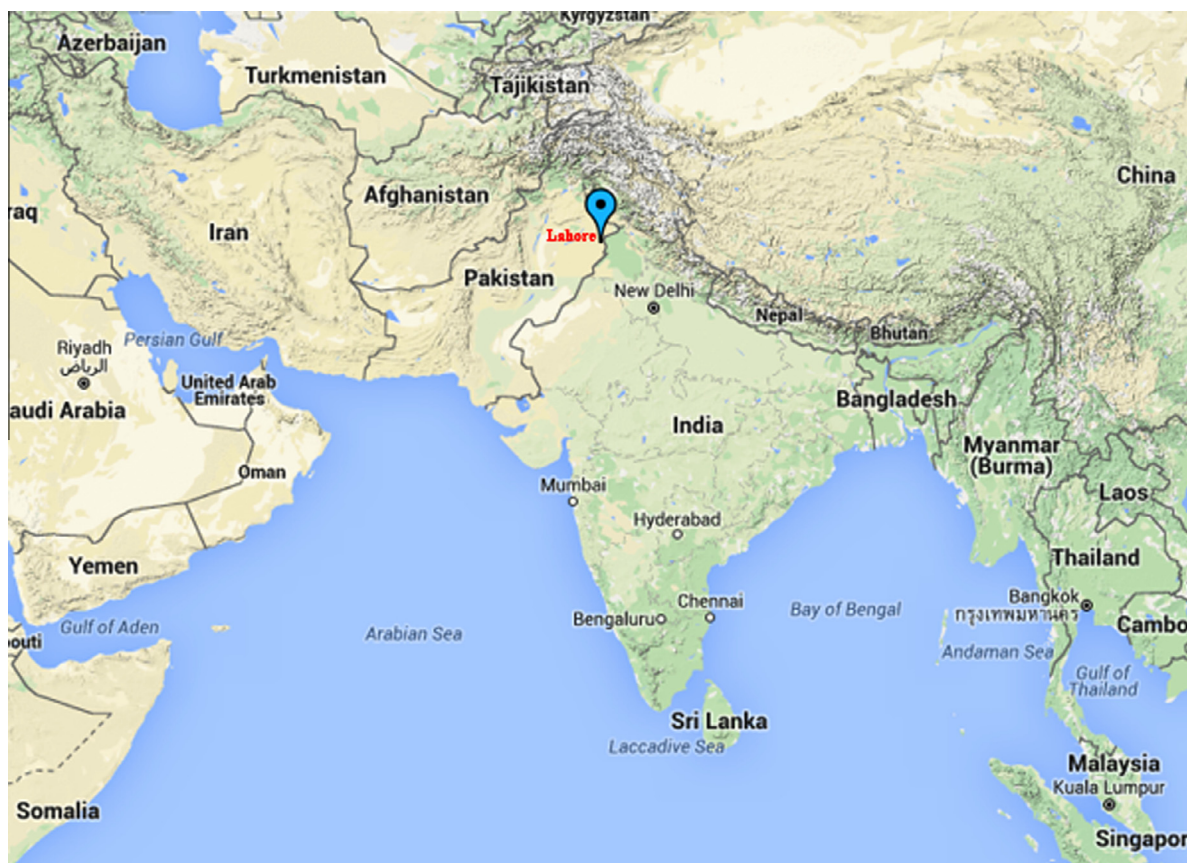 Kyrgyzstan
Azerbaijan
Turkmenistan
Tajikistan
China
Afghanistan
raq
Iran
Lahore
Pakistan
New Delhi
Nepal
Bhutan
Persian Gulf
Riyadh
الرياض
United Arab
Emirates
audi Arabia
Bangladesh
India
Myanmar
(Burma)
Oman
Mumbai
Laos
Hyderabad
Yemen
Thailand
Bangkok
กรุงเทพมหานคร
Chennai
Bay of Bengal
Bengaluru
Gulf of Aden
Arabian Sea
Cambo
outi
Andaman Sea
Gulf of
Thailand
Sri Lanka
Laccadive Sea
Malaysia
Kuala Lumpur
Somalia
Singapor